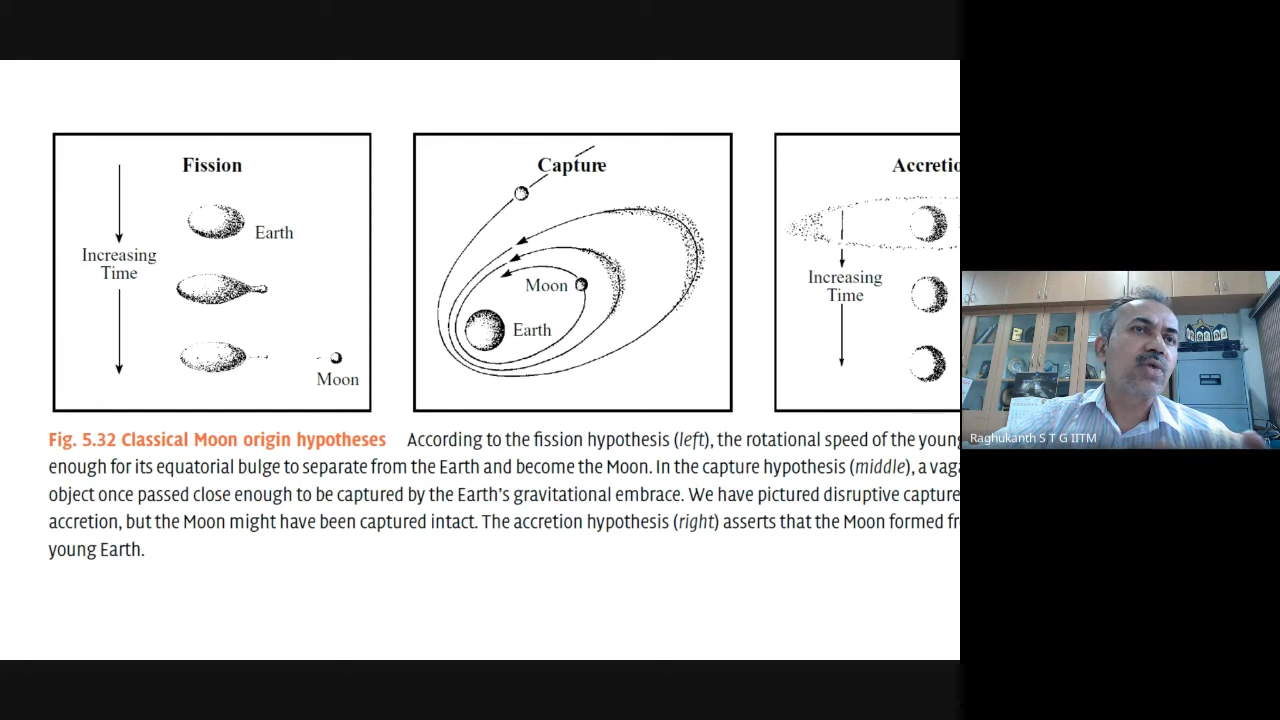 Fission
Earth
Increasing
Time
Moon
Capture
Moon
Earth
Accretio
Increasing
Time
Fig. 5.32 Classical Moon origin hypotheses According to the fission hypothesis (left), the rotational speed of the young
enough for its equatorial bulge to separate from the Earth and become the Moon. In the capture hypothesis (middle), a vaga
object once passed close enough to be captured by the Earth's gravitational embrace. We have pictured disruptive capture
accretion, but the Moon might have been captured intact. The accretion hypothesis (right) asserts that the Moon formed fr
young Earth.
Raghukanth S T G IITM